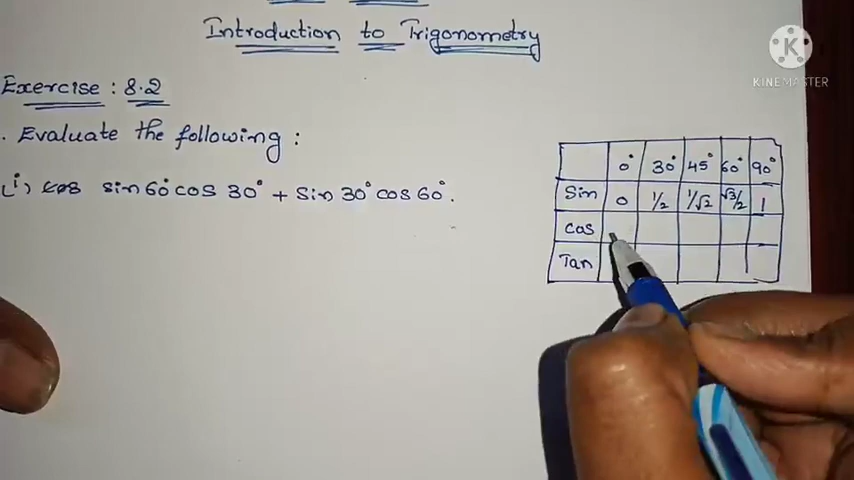 Introduction to Trigonometry
K
KINEMASTER
Exercise : 8.2
. Evaluate the following :
(i) cos sin 60° cos 30° + sin 30° cos 60°.
0° 30° 45° 60° 90°
Sin 0 1/2 1/√2 √3/2 1
cos
Tan